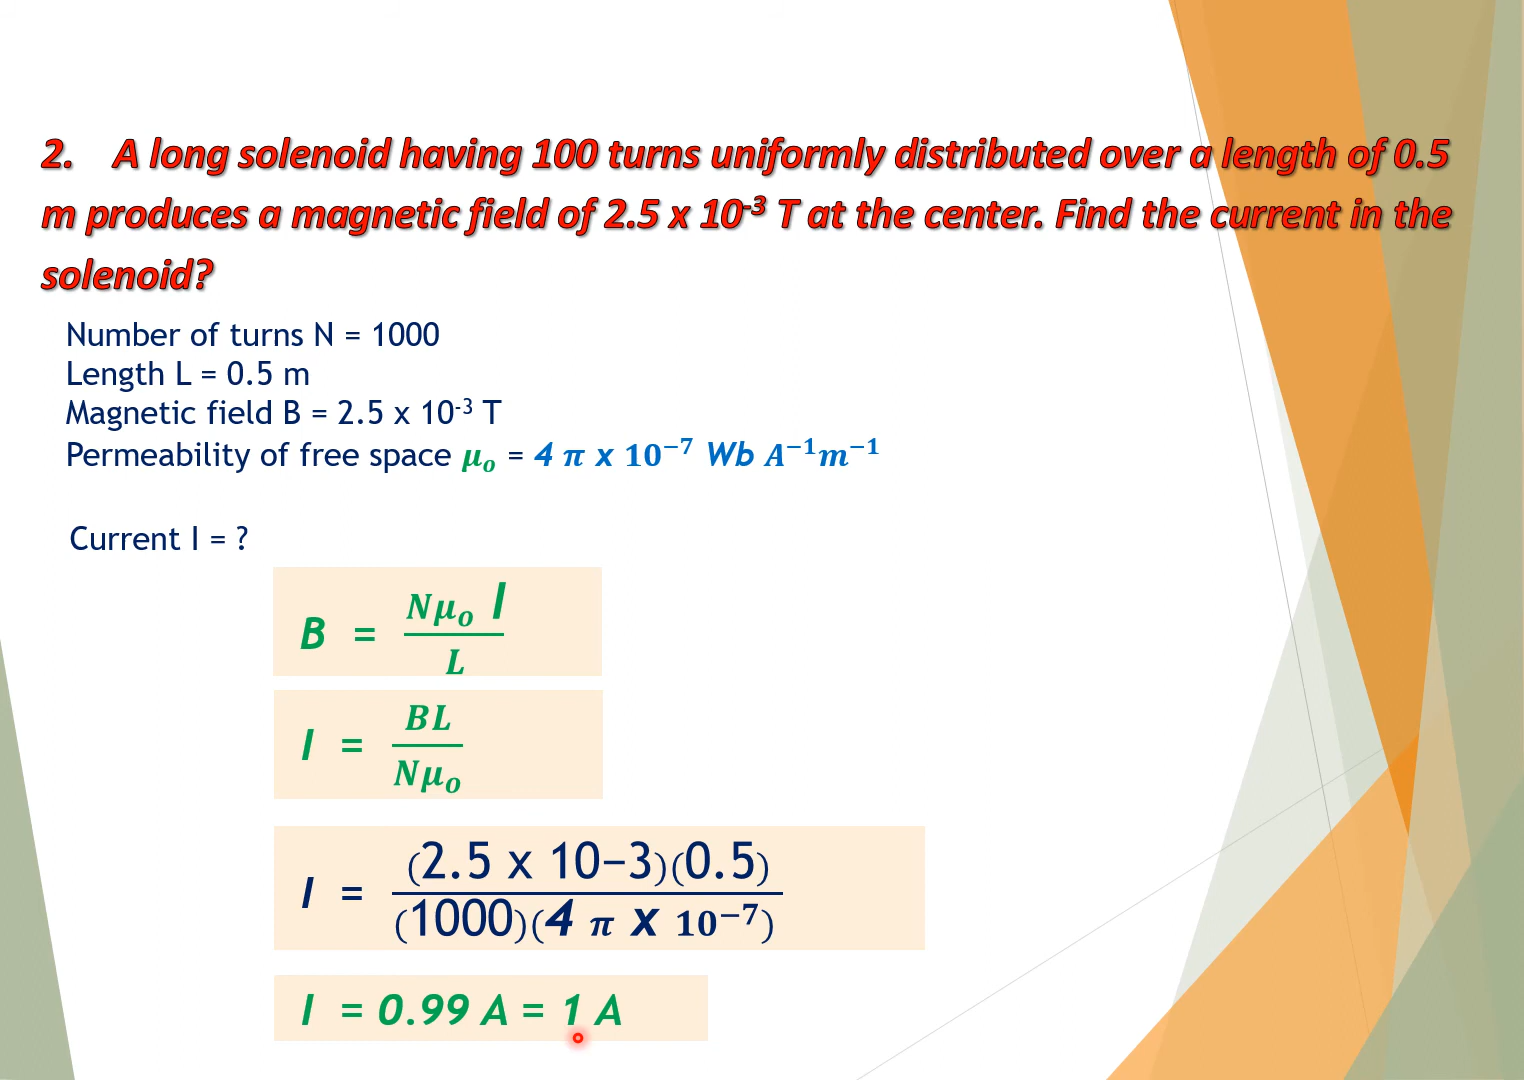 2. A long solenoid having 100 turns uniformly distributed over a length of 0.5
m produces a magnetic field of 2.5 x 10⁻³ T at the center. Find the current in the
solenoid?
Number of turns N = 1000
Length L = 0.5 m
Magnetic field B = 2.5 x 10⁻³ T
Permeability of free space μₒ = 4 π x 10⁻⁷ Wb A⁻¹m⁻¹
Current I = ?
B = Nμₒ I / L
I = BL / Nμₒ
I = (2.5 x 10−3)(0.5) / (1000)(4 π x 10⁻⁷)
I = 0.99 A = 1 A